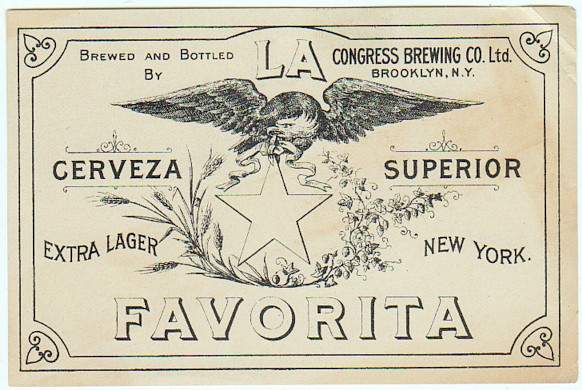 LA
BREWED AND BOTTLED
BY
CONGRESS BREWING CO. Ltd.
BROOKLYN, N.Y.
CERVEZA
SUPERIOR
EXTRA LAGER
NEW YORK.
FAVORITA